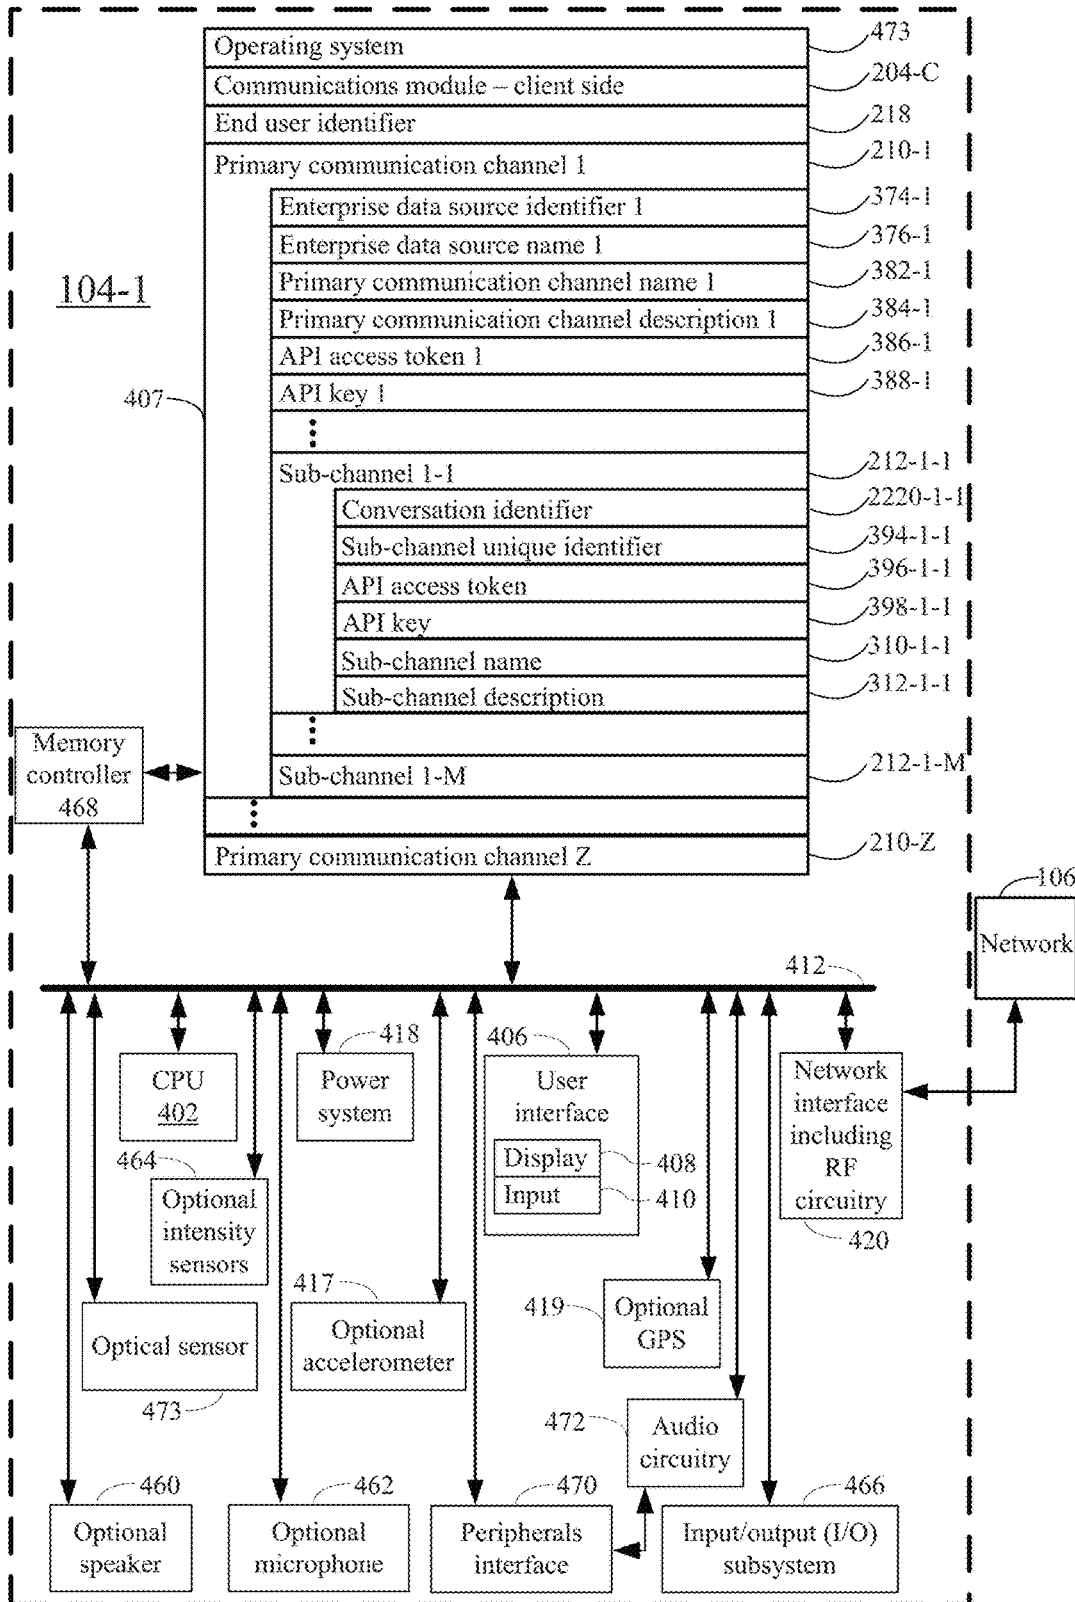 Operating system
473
Communications module – client side
204-C
End user identifier
218
Primary communication channel 1
210-1
Enterprise data source identifier 1
374-1
Enterprise data source name 1
376-1
Primary communication channel name 1
382-1
104-1
Primary communication channel description 1
384-1
API access token 1
386-1
API key 1
388-1
407
Sub-channel 1-1
212-1-1
Conversation identifier
2220-1-1
Sub-channel unique identifier
394-1-1
API access token
396-1-1
API key
398-1-1
Sub-channel name
310-1-1
Sub-channel description
312-1-1
Memory
controller
468
Sub-channel 1-M
212-1-M
Primary communication channel Z
210-Z
106
Network
412
CPU
402
418
Power
system
406
User
interface
Display
408
Input
410
Network
interface
including
RF
circuitry
420
464
Optional
intensity
sensors
417
Optional
accelerometer
419
Optional
GPS
Optical sensor
473
472
Audio
circuitry
460
Optional
speaker
462
Optional
microphone
470
Peripherals
interface
466
Input/output (I/O)
subsystem